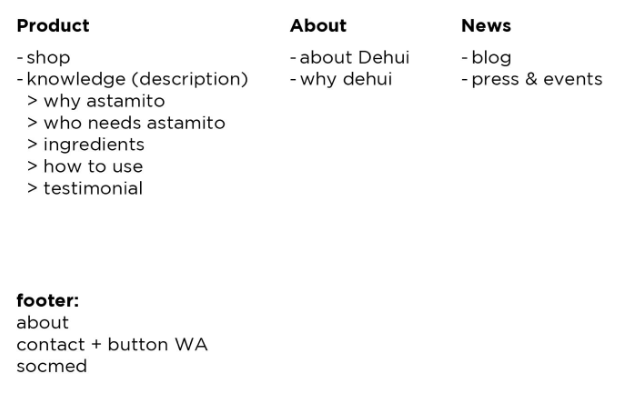 Product
- shop
- knowledge (description)
> why astamito
> who needs astamito
> ingredients
> how to use
> testimonial
About
- about Dehui
- why dehui
News
- blog
- press & events
footer:
about
contact + button WA
socmed